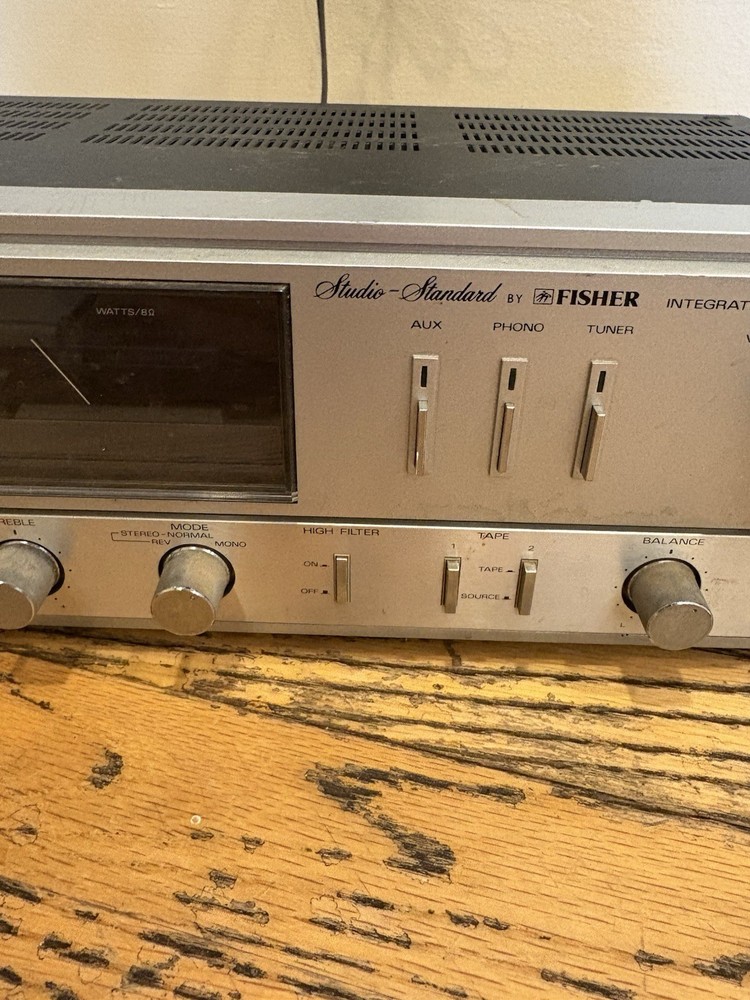 WATTS/8Ω
Studio-Standard BY FISHER INTEGRAT
AUX PHONO TUNER
REBLE MODE
STEREO-NORMAL
REV MONO
HIGH FILTER
ON
OFF
TAPE
1 2
TAPE
SOURCE
BALANCE
L